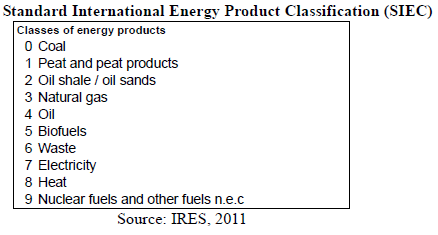 Standard International Energy Product Classification (SIEC)
Classes of energy products
0 Coal
1 Peat and peat products
2 Oil shale / oil sands
3 Natural gas
4 Oil
5 Biofuels
6 Waste
7 Electricity
8 Heat
9 Nuclear fuels and other fuels n.e.c
Source: IRES, 2011